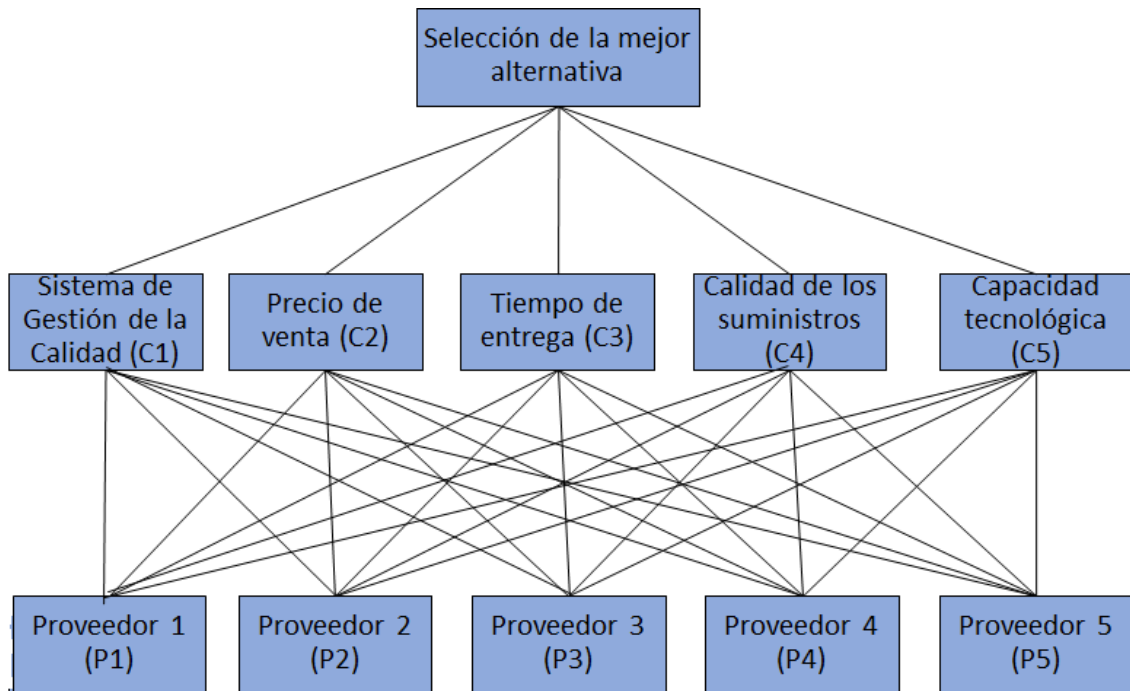 Selección de la mejor
alternativa
Sistema de
Gestión de la
Calidad (C1)
Precio de
venta (C2)
Tiempo de
entrega (C3)
Calidad de los
suministros
(C4)
Capacidad
tecnológica
(C5)
Proveedor 1
(P1)
Proveedor 2
(P2)
Proveedor 3
(P3)
Proveedor 4
(P4)
Proveedor 5
(P5)